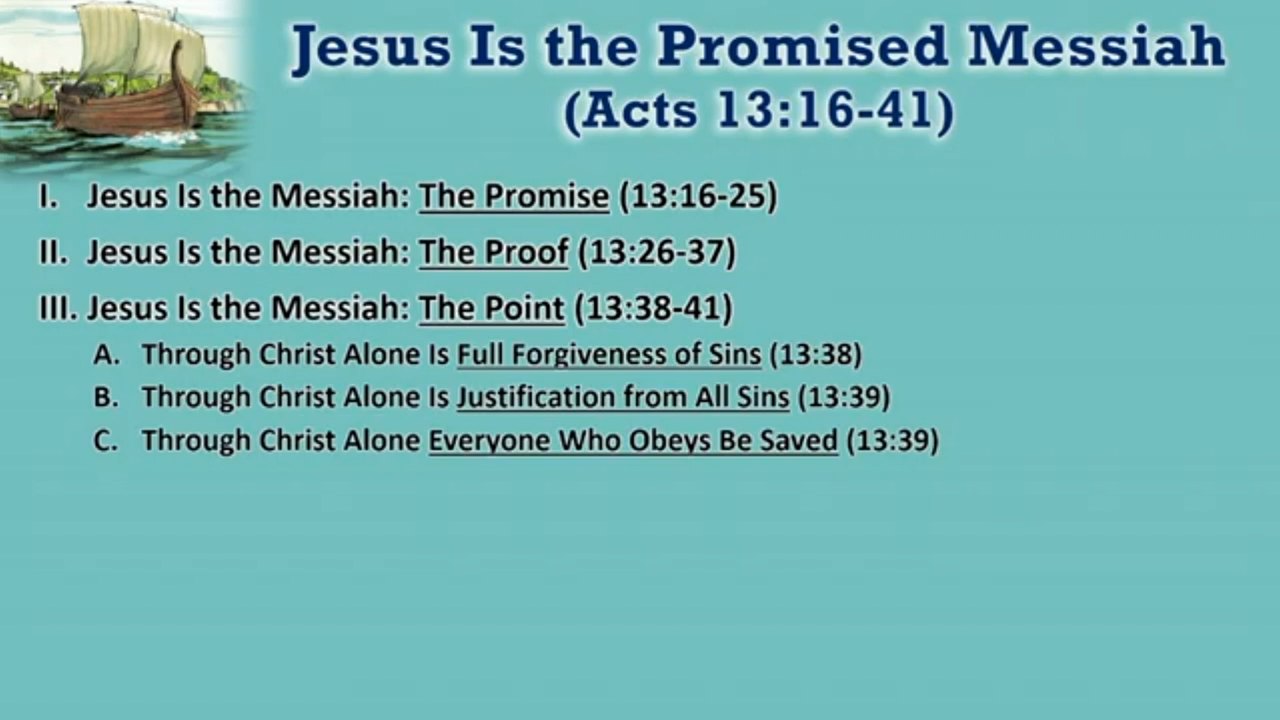 Jesus Is the Promised Messiah
(Acts 13:16-41)
I. Jesus Is the Messiah: The Promise (13:16-25)
II. Jesus Is the Messiah: The Proof (13:26-37)
III. Jesus Is the Messiah: The Point (13:38-41)
A. Through Christ Alone Is Full Forgiveness of Sins (13:38)
B. Through Christ Alone Is Justification from All Sins (13:39)
C. Through Christ Alone Everyone Who Obeys Be Saved (13:39)